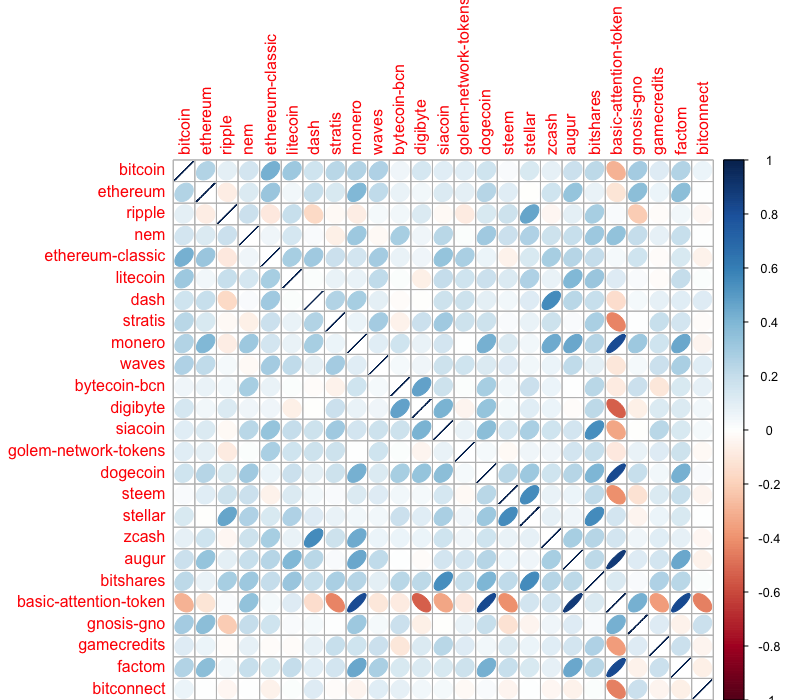 bitcoin
ethereum
ripple
nem
ethereum-classic
litecoin
dash
stratis
monero
waves
bytecoin-bcn
digibyte
siacoin
golem-network-tokens
dogecoin
steem
stellar
zcash
augur
bitshares
basic-attention-token
gnosis-gno
gamecredits
factom
bitconnect
bitcoin
ethereum
ripple
nem
ethereum-classic
litecoin
dash
stratis
monero
waves
bytecoin-bcn
digibyte
siacoin
golem-network-tokens
dogecoin
steem
stellar
zcash
augur
bitshares
basic-attention-token
gnosis-gno
gamecredits
factom
bitconnect
1
0.8
0.6
0.4
0.2
0
-0.2
-0.4
-0.6
-0.8
-1